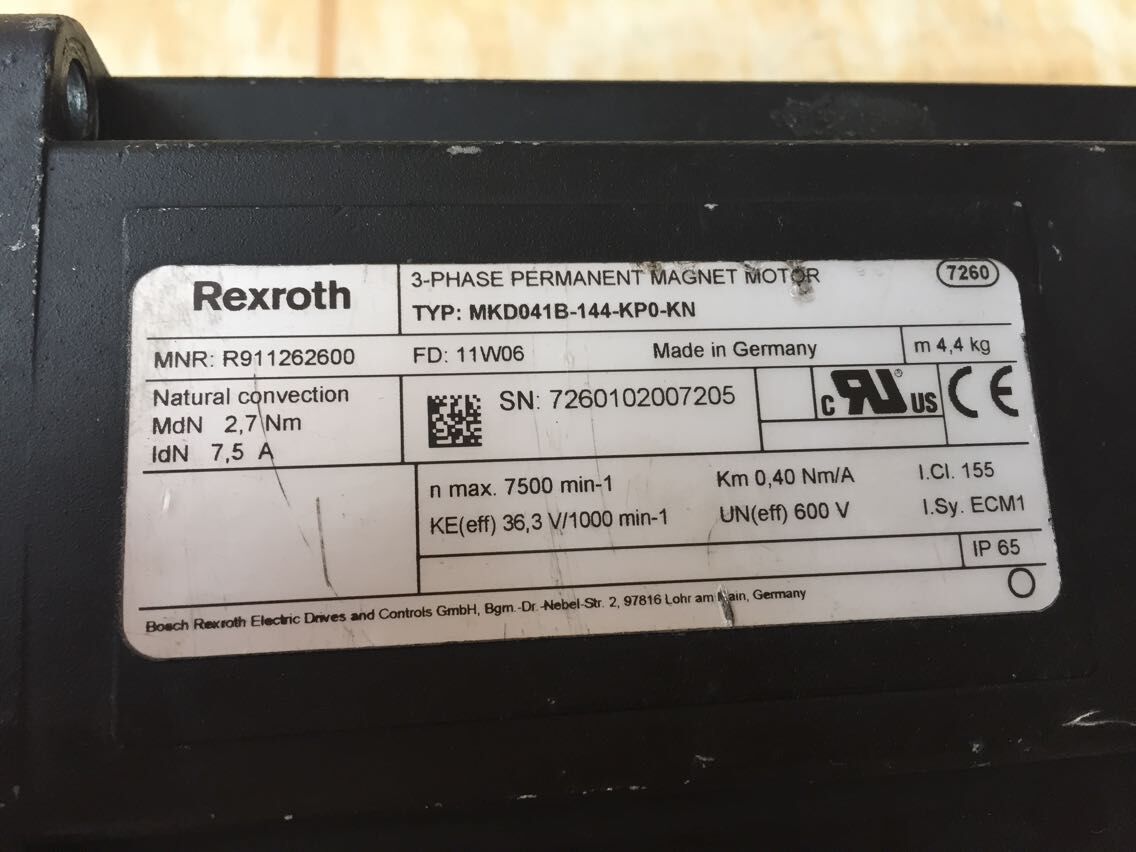 Rexroth
3-PHASE PERMANENT MAGNET MOTOR
7260
TYP: MKD041B-144-KP0-KN
MNR: R911262600
FD: 11W06
Made in Germany
m 4,4 kg
Natural convection
MdN 2,7 Nm
IdN 7,5 A
SN: 7260102007205
c RU® US
CE
n max. 7500 min-1
Km 0,40 Nm/A
I.Cl. 155
KE(eff) 36,3 V/1000 min-1
UN(eff) 600 V
I.Sy. ECM1
IP 65
Bosch Rexroth Electric Drives and Controls GmbH, Bgm.-Dr.-Nebel-Str. 2, 97816 Lohr am Main, Germany